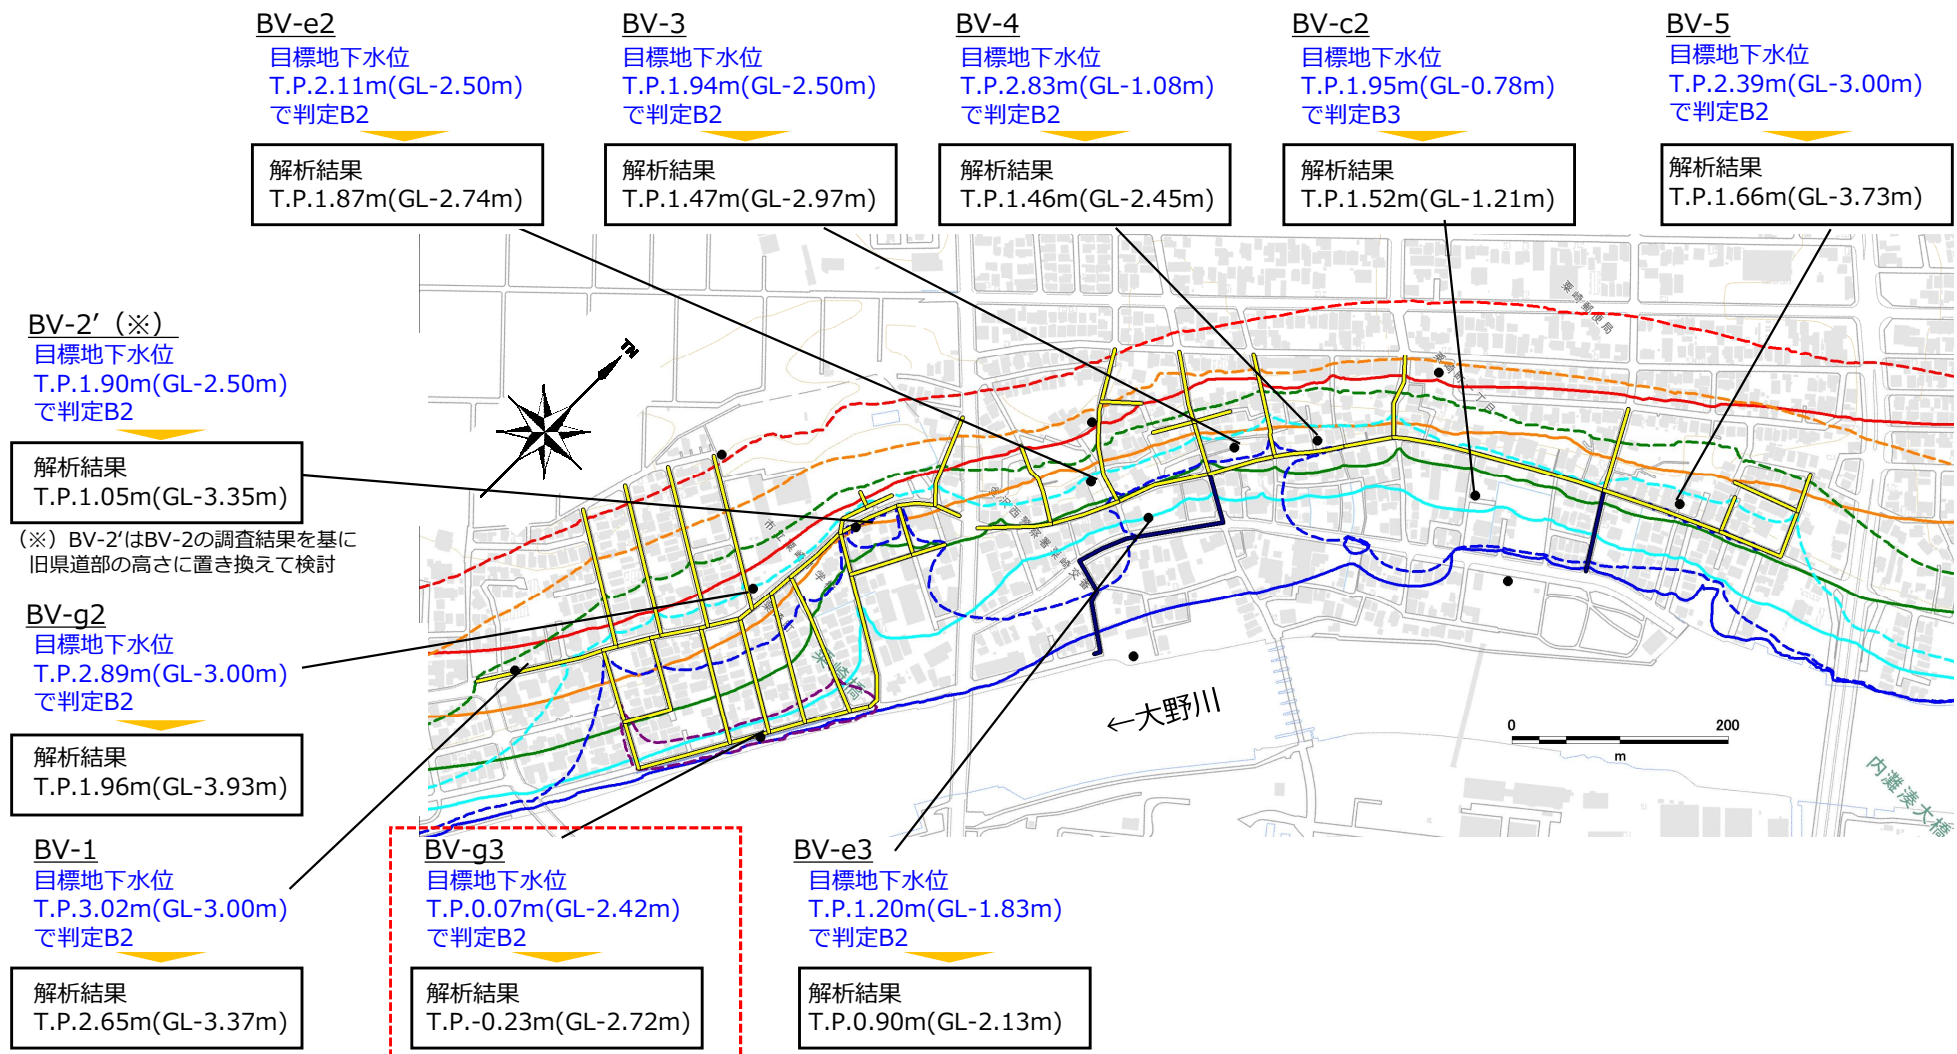 BV-e2
目標地下水位
T.P.2.11m(GL-2.50m)
で判定B2
解析結果
T.P.1.87m(GL-2.74m)
BV-3
目標地下水位
T.P.1.94m(GL-2.50m)
で判定B2
解析結果
T.P.1.47m(GL-2.97m)
BV-4
目標地下水位
T.P.2.83m(GL-1.08m)
で判定B2
解析結果
T.P.1.46m(GL-2.45m)
BV-c2
目標地下水位
T.P.1.95m(GL-0.78m)
で判定B3
解析結果
T.P.1.52m(GL-1.21m)
BV-5
目標地下水位
T.P.2.39m(GL-3.00m)
で判定B2
解析結果
T.P.1.66m(GL-3.73m)
BV-2′（※）
目標地下水位
T.P.1.90m(GL-2.50m)
で判定B2
解析結果
T.P.1.05m(GL-3.35m)
（※）BV-2‘はBV-2の調査結果を基に
旧県道部の高さに置き換えて検討
BV-g2
目標地下水位
T.P.2.89m(GL-3.00m)
で判定B2
解析結果
T.P.1.96m(GL-3.93m)
BV-1
目標地下水位
T.P.3.02m(GL-3.00m)
で判定B2
解析結果
T.P.2.65m(GL-3.37m)
BV-g3
目標地下水位
T.P.0.07m(GL-2.42m)
で判定B2
解析結果
T.P.-0.23m(GL-2.72m)
BV-e3
目標地下水位
T.P.1.20m(GL-1.83m)
で判定B2
解析結果
T.P.0.90m(GL-2.13m)
粟崎郵便局
粟崎橋
←大野川
0
200
m
内灘湊大橋